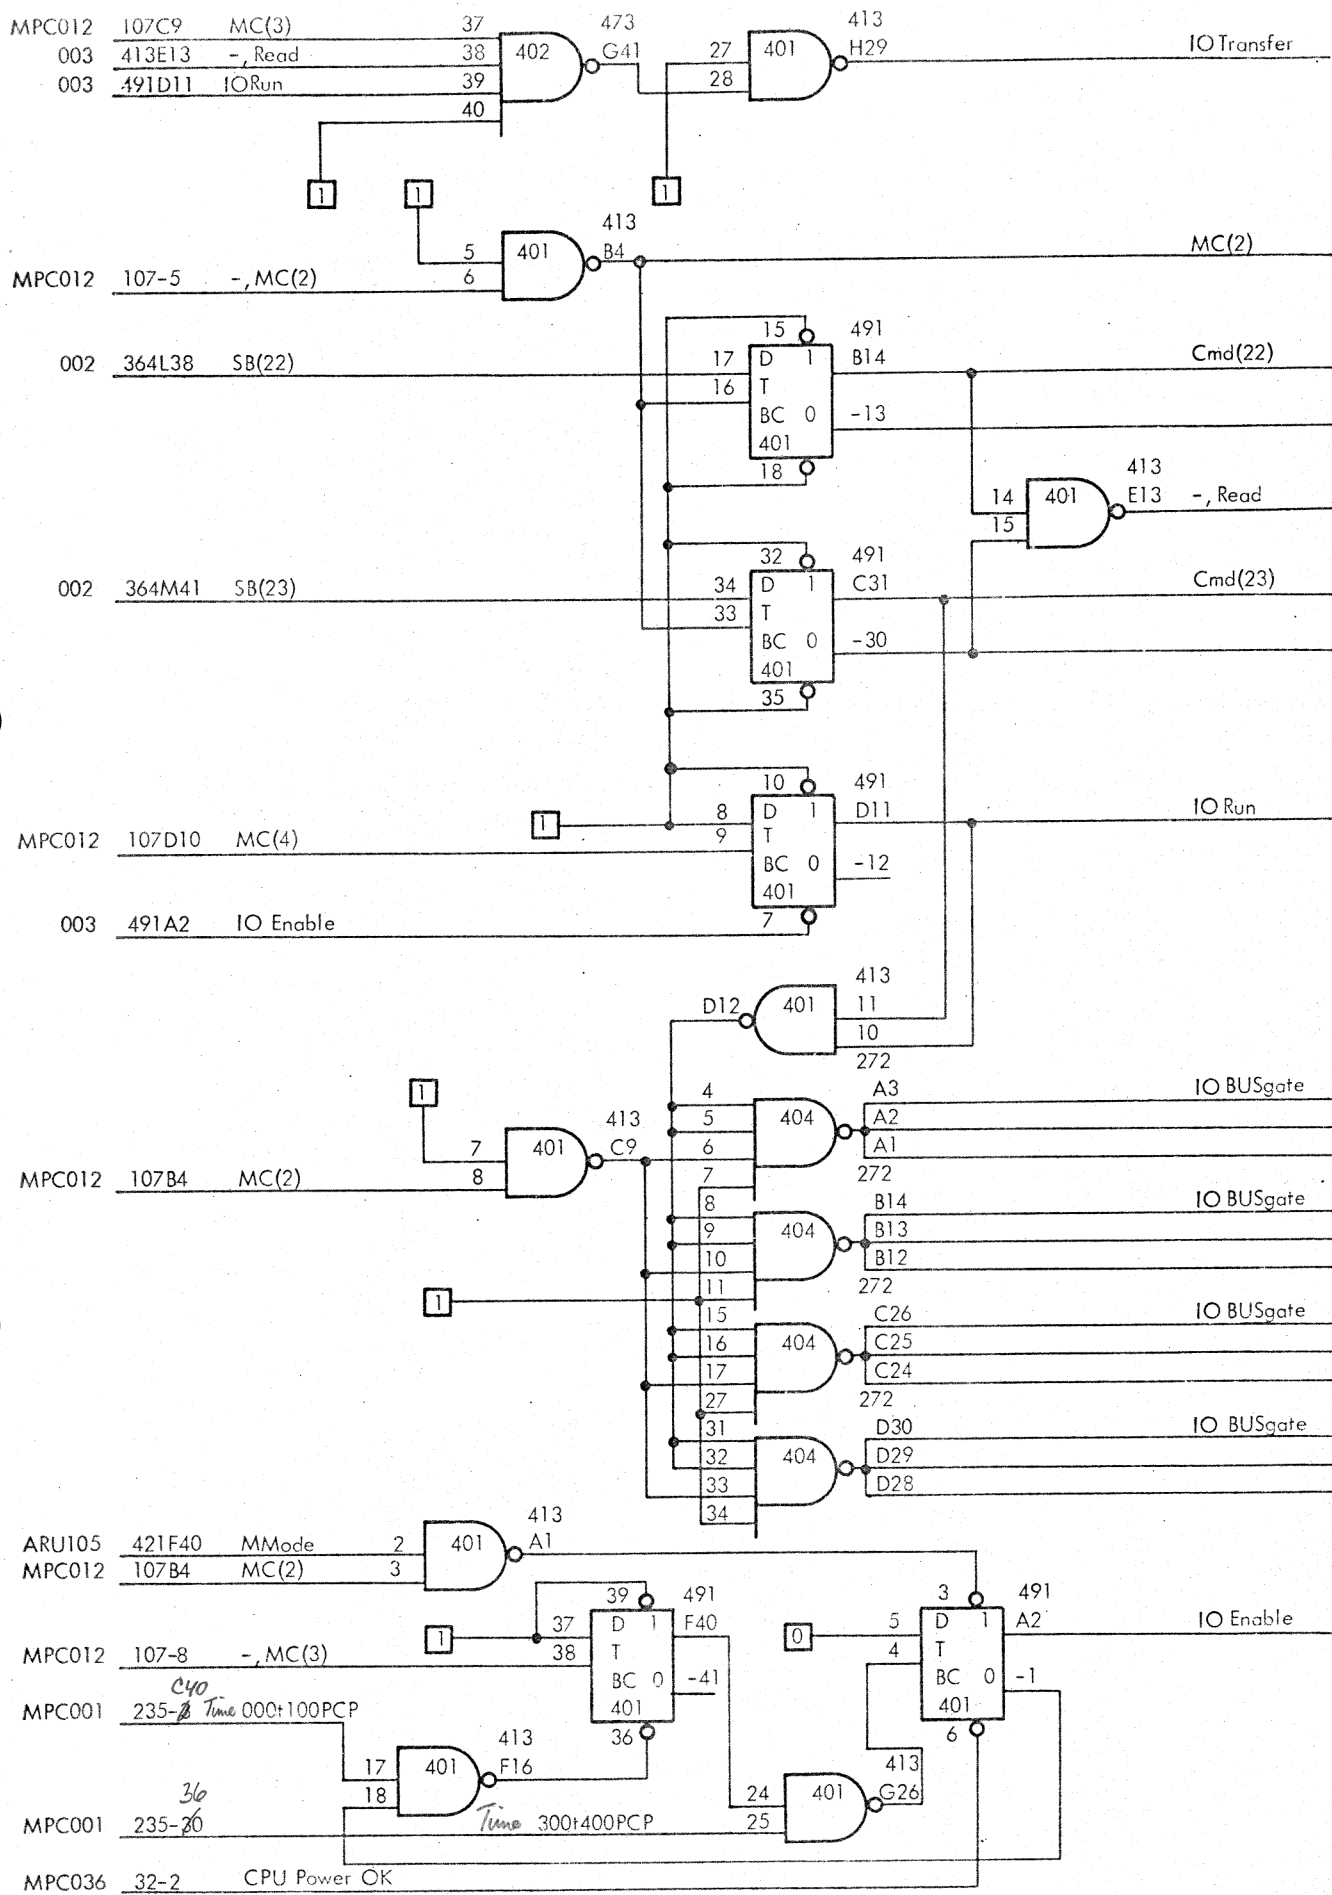 MPC012 107C9 MC(3) 37 473 413
003 413E13 -, Read 38 402 G41 27 401 H29 IO Transfer
003 491D11 IORun 39 28
40
1 1 1
413
5 401 B4 MC(2)
MPC012 107-5 -, MC(2) 6
15 491
002 364L38 SB(22) 17 D 1 B14 Cmd(22)
16 T
BC 0 -13
401
18 413
14 401 E13 -, Read
15
32 491
002 364M41 SB(23) 34 D 1 C31 Cmd(23)
33 T
BC 0 -30
401
35
10 491
1 8 D 1 D11 IO Run
MPC012 107D10 MC(4) 9 T
BC 0 -12
401
003 491A2 IO Enable 7
413
D12 401 11
10
272
1 4 A3 IO BUSgate
413 5 404 A2
7 401 C9 6 A1
MPC012 107B4 MC(2) 8 7 272
8 B14 IO BUSgate
9 404 B13
10 B12
1 11 272
15 C26 IO BUSgate
16 404 C25
17 C24
27 272
31 D30 IO BUSgate
32 404 D29
33 D28
34
413
ARU105 421F40 MMode 2 401 A1
MPC012 107B4 MC(2) 3
39 491 3 491
1 37 D 1 F40 0 5 D 1 A2 IO Enable
MPC012 107-8 -, MC(3) 38 T 4 T
BC 0 -41 BC 0 -1
C40
MPC001 235- Time 000t100PCP 401 401
36 6
413
17 401 F16 413
18 24 401 G26
36
MPC001 235-30 Time 300t400PCP 25
MPC036 32-2 CPU Power OK